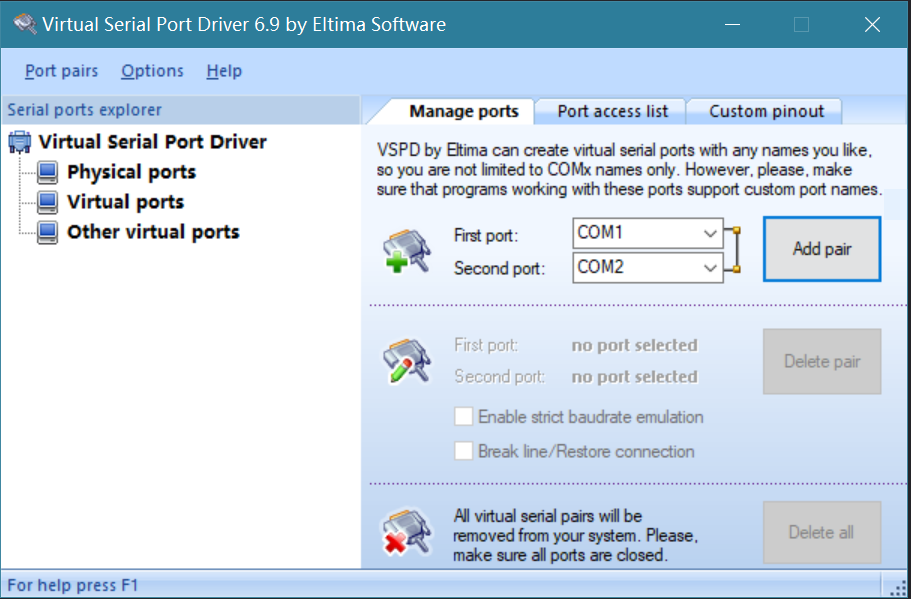 Virtual Serial Port Driver 6.9 by Eltima Software
Port pairs Options Help
Serial ports explorer
Virtual Serial Port Driver
Physical ports
Virtual ports
Other virtual ports
Manage ports Port access list Custom pinout
VSPD by Eltima can create virtual serial ports with any names you like,
so you are not limited to COMx names only. However, please, make
sure that programs working with these ports support custom port names.
First port: COM1
Second port: COM2
Add pair
First port: no port selected
Second port: no port selected
Delete pair
Enable strict baudrate emulation
Break line/Restore connection
All virtual serial pairs will be
removed from your system. Please,
make sure all ports are closed.
Delete all
For help press F1